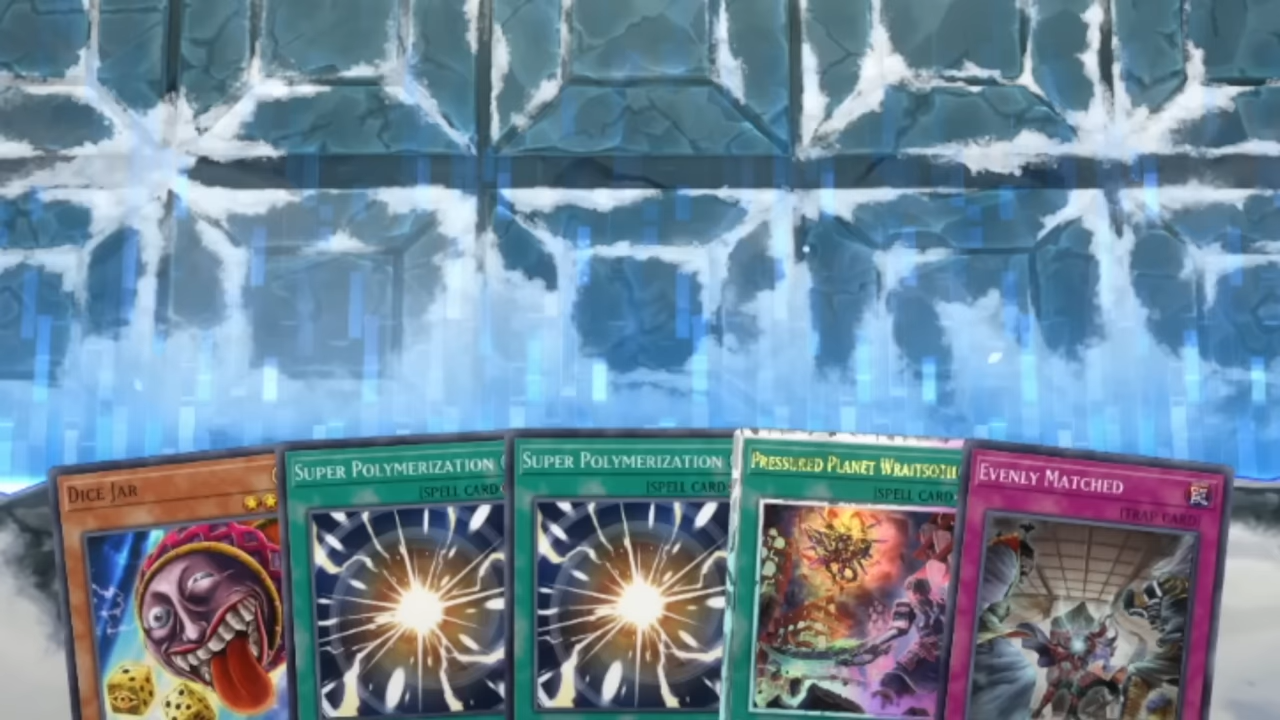 DICE JAR
SUPER POLYMERIZATION
[SPELL CARD
SUPER POLYMERIZATION
[SPELL CARD
PRESSURED PLANET WRAITSOTH
[SPELL CARD
EVENLY MATCHED
[TRAP CARD]